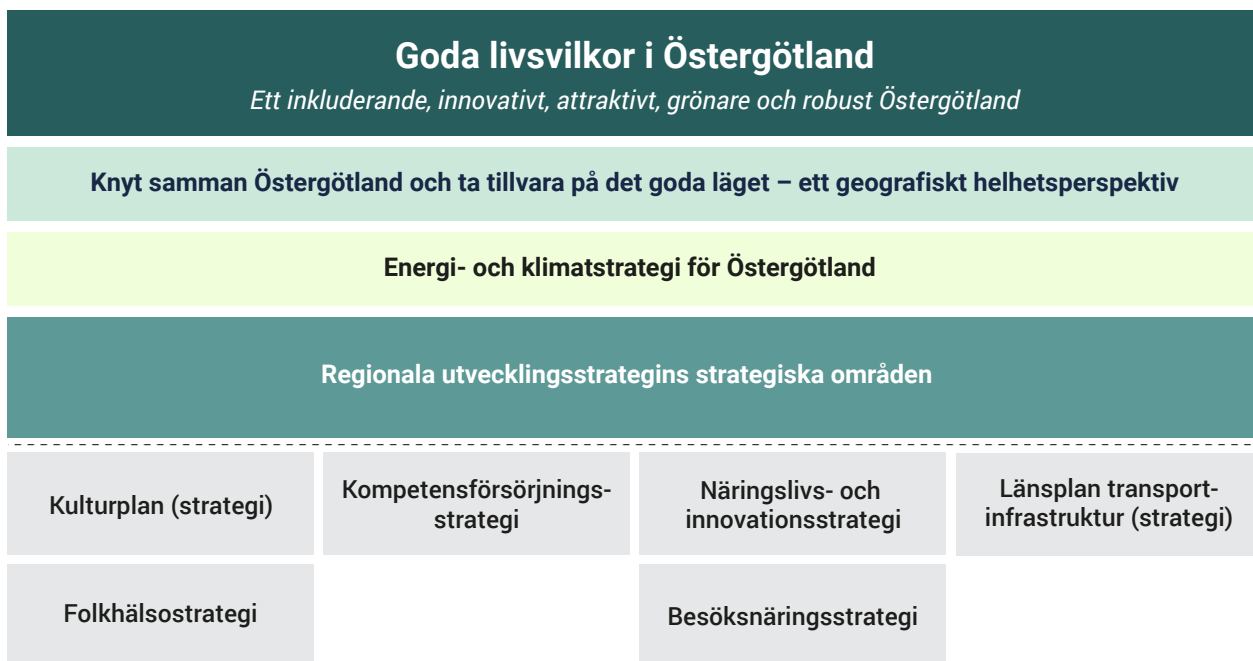 Goda livsvilkor i Östergötland
Ett inkluderande, innovativt, attraktivt, grönare och robust Östergötland
Knyt samman Östergötland och ta tillvara på det goda läget – ett geografiskt helhetsperspektiv
Energi- och klimatstrategi för Östergötland
Regionala utvecklingsstrategins strategiska områden
Kulturplan (strategi)
Kompetensförsörjnings-
strategi
Näringslivs- och
innovationsstrategi
Länsplan transport-
infrastruktur (strategi)
Folkhälsostrategi
Besöksnäringsstrategi